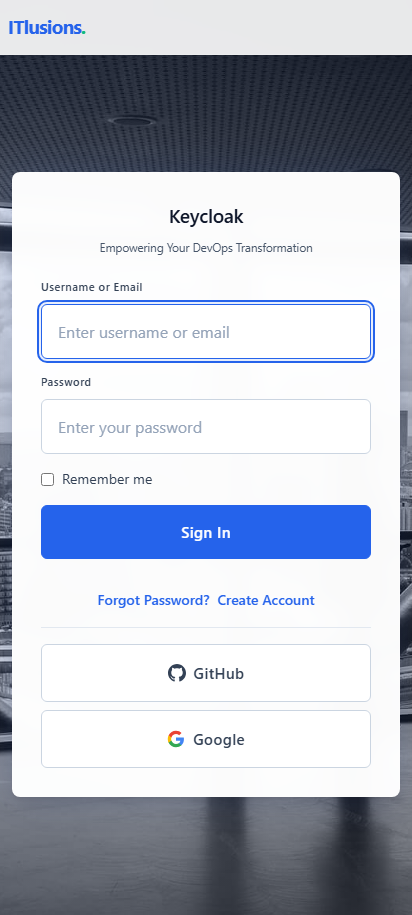 ITlusions.
Keycloak
Empowering Your DevOps Transformation
Username or Email
Enter username or email
Password
Enter your password
Remember me
Sign In
Forgot Password? Create Account
GitHub
Google